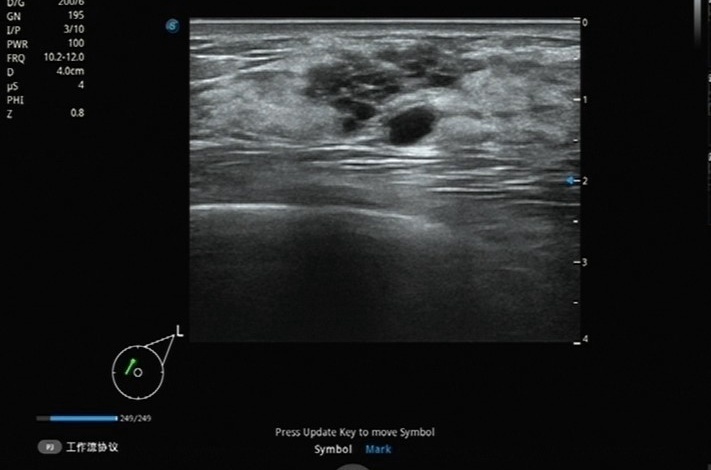 D/G 200/6
GN 195
I/P 3/10
PWR 100
FRQ 10.2-12.0
D 4.0cm
μS 4
PHI
Z 0.8
0
1
2
3
4
L
249/249
P3 工作流协议
Press Update Key to move Symbol
Symbol Mark